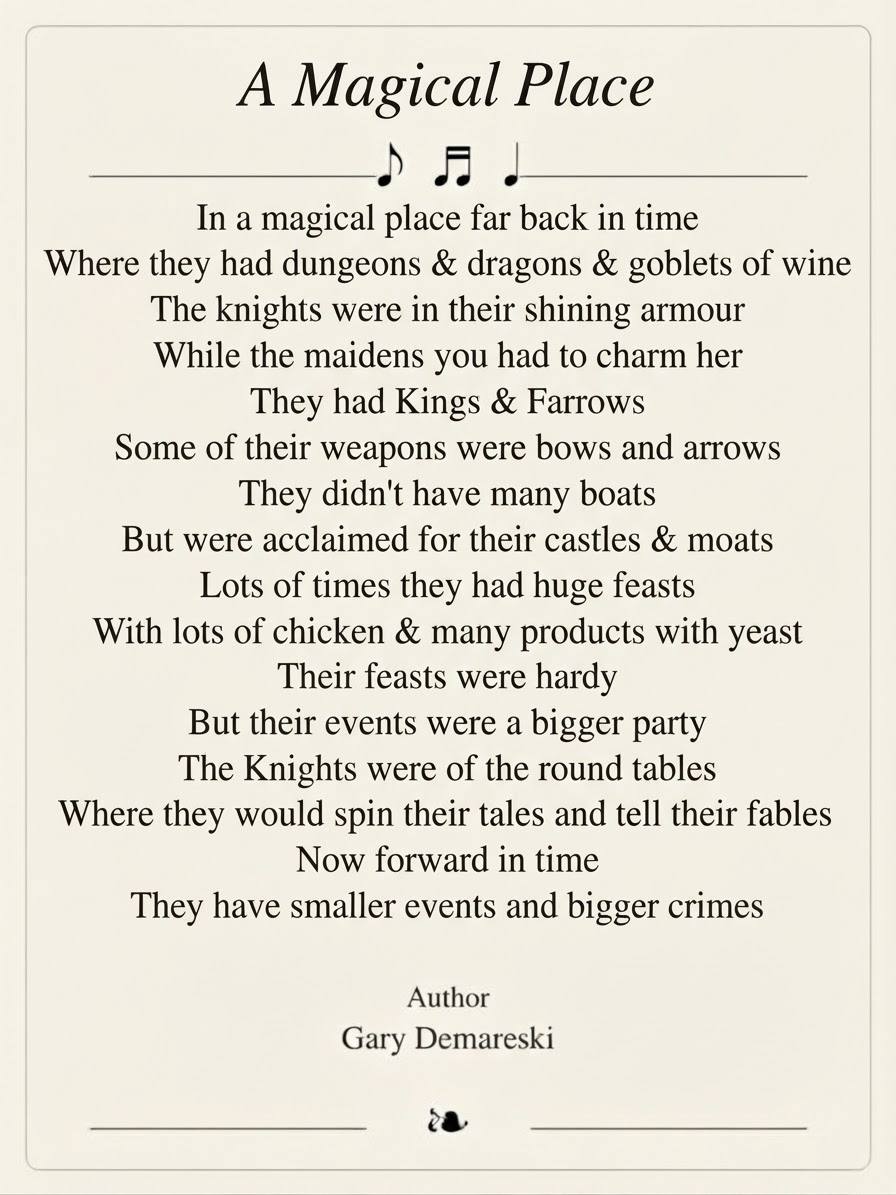 A Magical Place
In a magical place far back in time
Where they had dungeons & dragons & goblets of wine
The knights were in their shining armour
While the maidens you had to charm her
They had Kings & Farrows
Some of their weapons were bows and arrows
They didn't have many boats
But were acclaimed for their castles & moats
Lots of times they had huge feasts
With lots of chicken & many products with yeast
Their feasts were hardy
But their events were a bigger party
The Knights were of the round tables
Where they would spin their tales and tell their fables
Now forward in time
They have smaller events and bigger crimes
Author
Gary Demareski